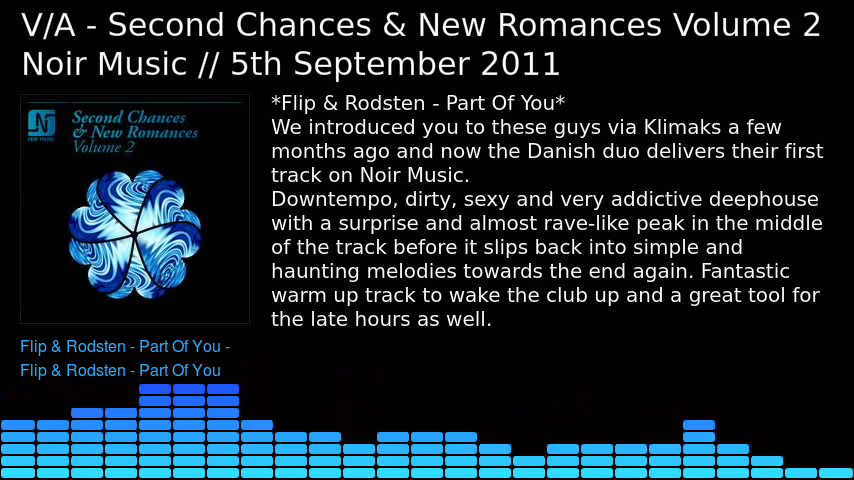 V/A - Second Chances & New Romances Volume 2
Noir Music // 5th September 2011
Second Chances
& New Romances
Volume 2
N
noir music
*Flip & Rodsten - Part Of You*
We introduced you to these guys via Klimaks a few
months ago and now the Danish duo delivers their first
track on Noir Music.
Downtempo, dirty, sexy and very addictive deephouse
with a surprise and almost rave-like peak in the middle
of the track before it slips back into simple and
haunting melodies towards the end again. Fantastic
warm up track to wake the club up and a great tool for
the late hours as well.
Flip & Rodsten - Part Of You -
Flip & Rodsten - Part Of You